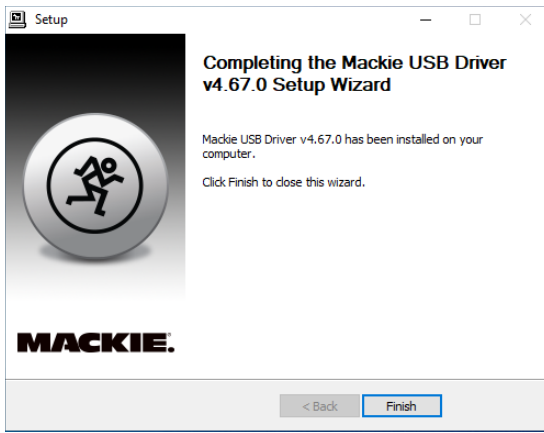 Setup
Completing the Mackie USB Driver
v4.67.0 Setup Wizard
Mackie USB Driver v4.67.0 has been installed on your
computer.
Click Finish to close this wizard.
MACKIE.
< Back
Finish